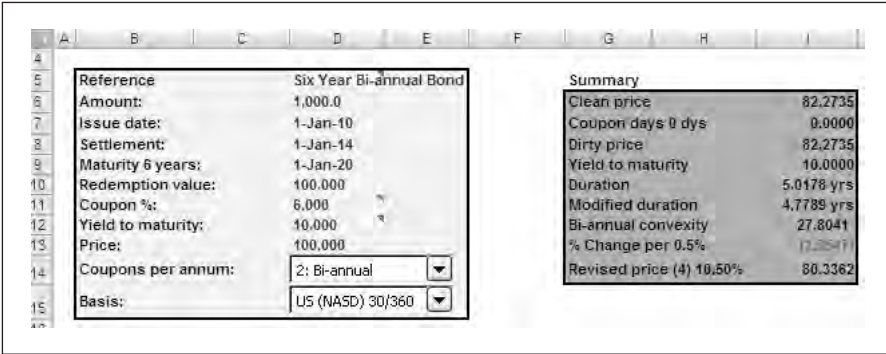 A B C D E F G H I
4
5 Reference Six Year Bi-annual Bond Summary
6 Amount: 1,000.0 Clean price 82.2735
7 Issue date: 1-Jan-10 Coupon days 0 dys 0.0000
8 Settlement: 1-Jan-14 Dirty price 82.2735
9 Maturity 6 years: 1-Jan-20 Yield to maturity 10.0000
10 Redemption value: 100.000 Duration 5.0178 yrs
11 Coupon %: 6.000 Modified duration 4.7789 yrs
12 Yield to maturity: 10.000 Bi-annual convexity 27.8041
13 Price: 100.000 % Change per 0.5%
14 Coupons per annum: 2: Bi-annual Revised price (4) 10.50% 80.3362
15 Basis: US (NASD) 30/360